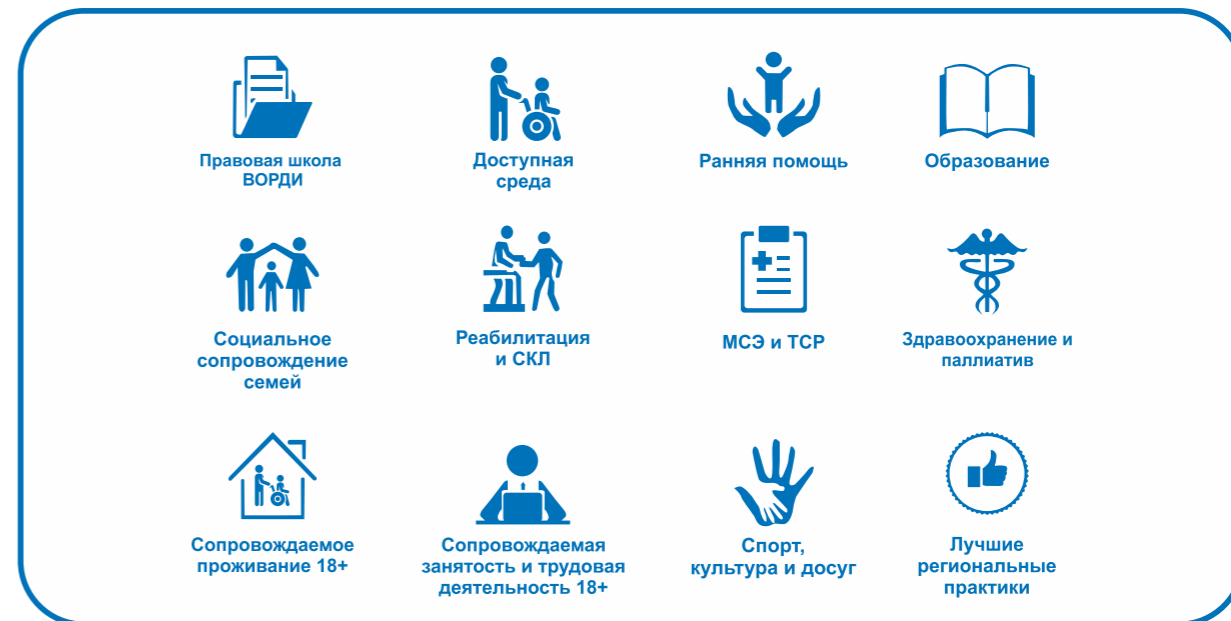 Правовая школа
ВОРДИ
Доступная
среда
Ранняя помощь
Образование
Социальное
сопровождение
семей
Реабилитация
и СКЛ
МСЭ и ТСР
Здравоохранение и
паллиатив
Сопровождаемое
проживание 18+
Сопровождаемая
занятость и трудовая
деятельность 18+
Спорт,
культура и досуг
Лучшие
региональные
практики